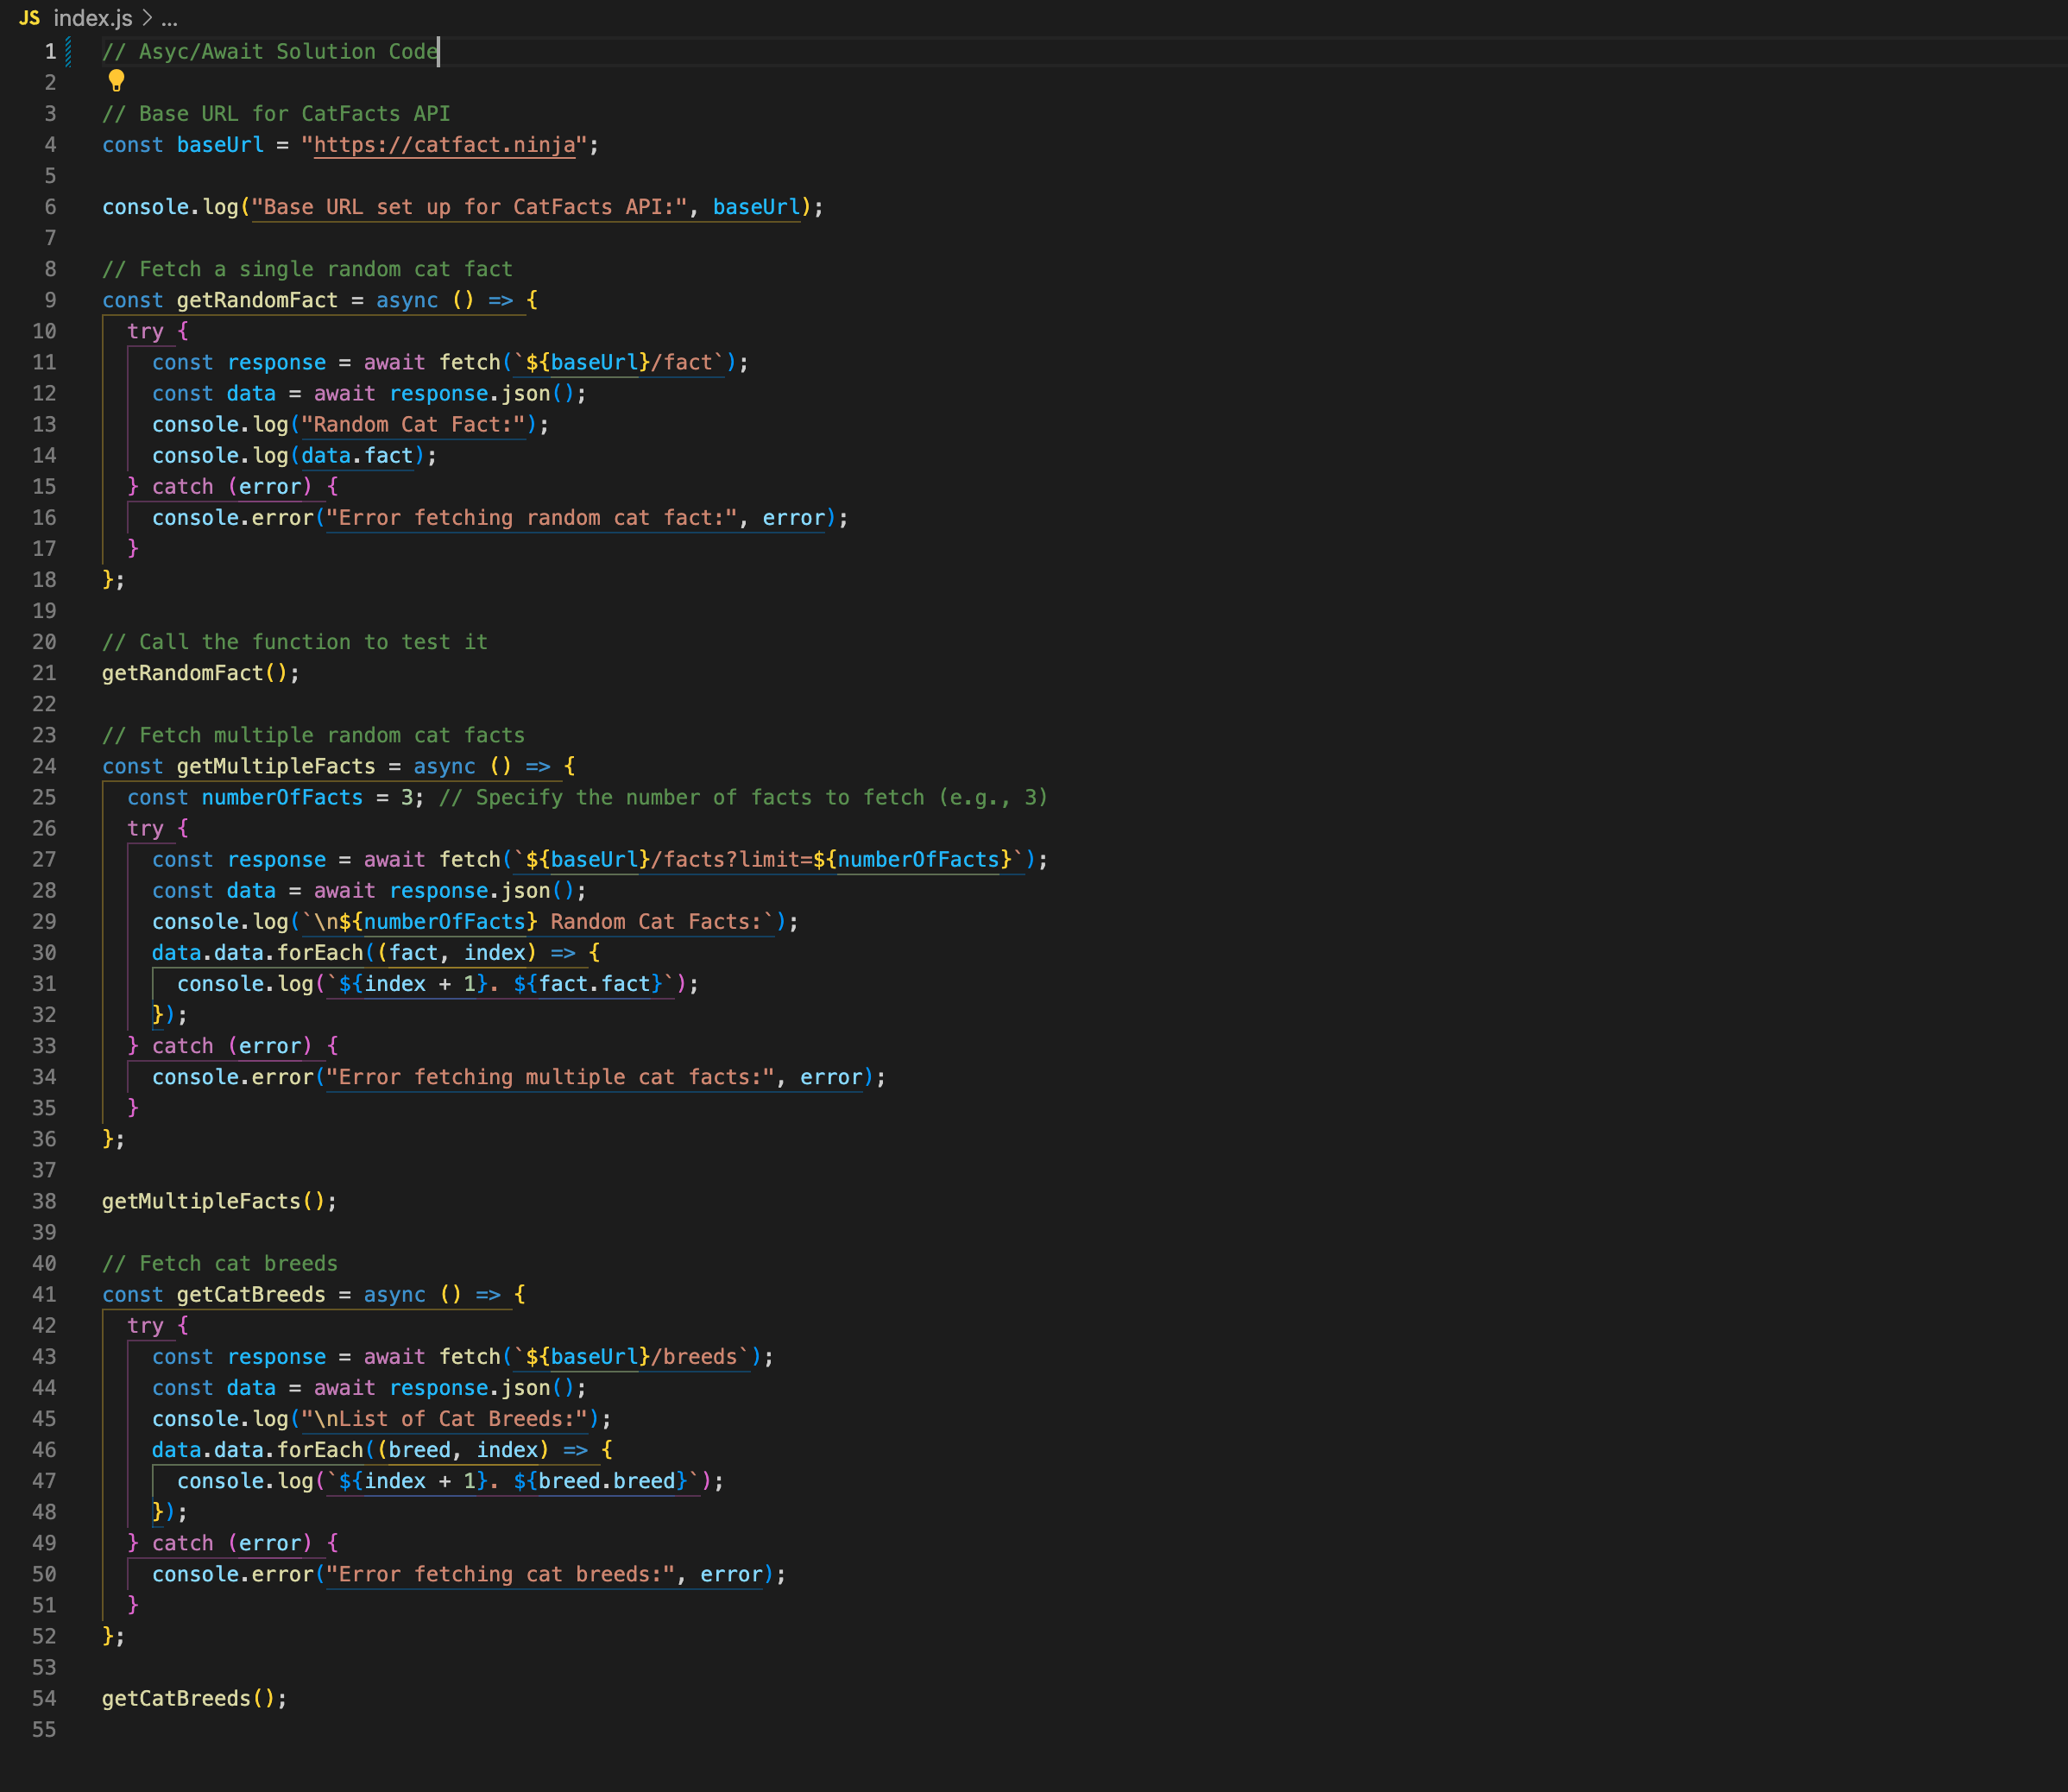 JS index.js > ...
1 // Asyc/Await Solution Code
2
3 // Base URL for CatFacts API
4 const baseUrl = "https://catfact.ninja";
5
6 console.log("Base URL set up for CatFacts API:", baseUrl);
7
8 // Fetch a single random cat fact
9 const getRandomFact = async () => {
10   try {
11     const response = await fetch(`${baseUrl}/fact`);
12     const data = await response.json();
13     console.log("Random Cat Fact:");
14     console.log(data.fact);
15   } catch (error) {
16     console.error("Error fetching random cat fact:", error);
17   }
18 };
19
20 // Call the function to test it
21 getRandomFact();
22
23 // Fetch multiple random cat facts
24 const getMultipleFacts = async () => {
25   const numberOfFacts = 3; // Specify the number of facts to fetch (e.g., 3)
26   try {
27     const response = await fetch(`${baseUrl}/facts?limit=${numberOfFacts}`);
28     const data = await response.json();
29     console.log(`\n${numberOfFacts} Random Cat Facts:`);
30     data.data.forEach((fact, index) => {
31       console.log(`${index + 1}. ${fact.fact}`);
32     });
33   } catch (error) {
34     console.error("Error fetching multiple cat facts:", error);
35   }
36 };
37
38 getMultipleFacts();
39
40 // Fetch cat breeds
41 const getCatBreeds = async () => {
42   try {
43     const response = await fetch(`${baseUrl}/breeds`);
44     const data = await response.json();
45     console.log("\nList of Cat Breeds:");
46     data.data.forEach((breed, index) => {
47       console.log(`${index + 1}. ${breed.breed}`);
48     });
49   } catch (error) {
50     console.error("Error fetching cat breeds:", error);
51   }
52 };
53
54 getCatBreeds();
55